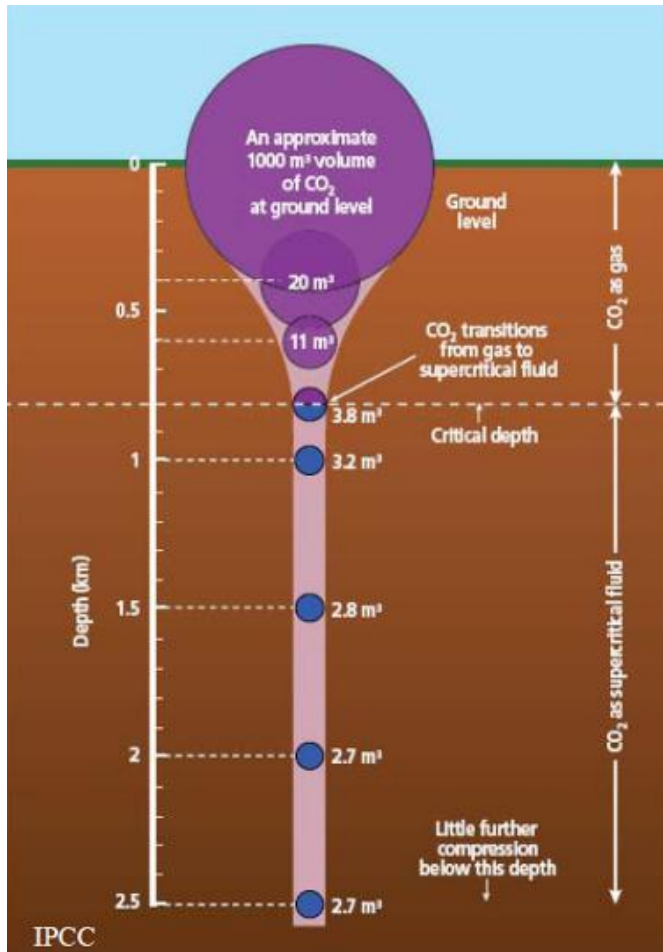 An approximate
1000 m³ volume
of CO₂
at ground level
0
Ground
level
20 m³
0.5
CO₂ as gas
11 m³
CO₂ transitions
from gas to
supercritical fluid
3.8 m³
Critical depth
1
3.2 m³
Depth (km)
1.5
2.8 m³
CO₂ as supercritical fluid
2
2.7 m³
Little further
compression
below this depth
2.5
2.7 m³
IPCC